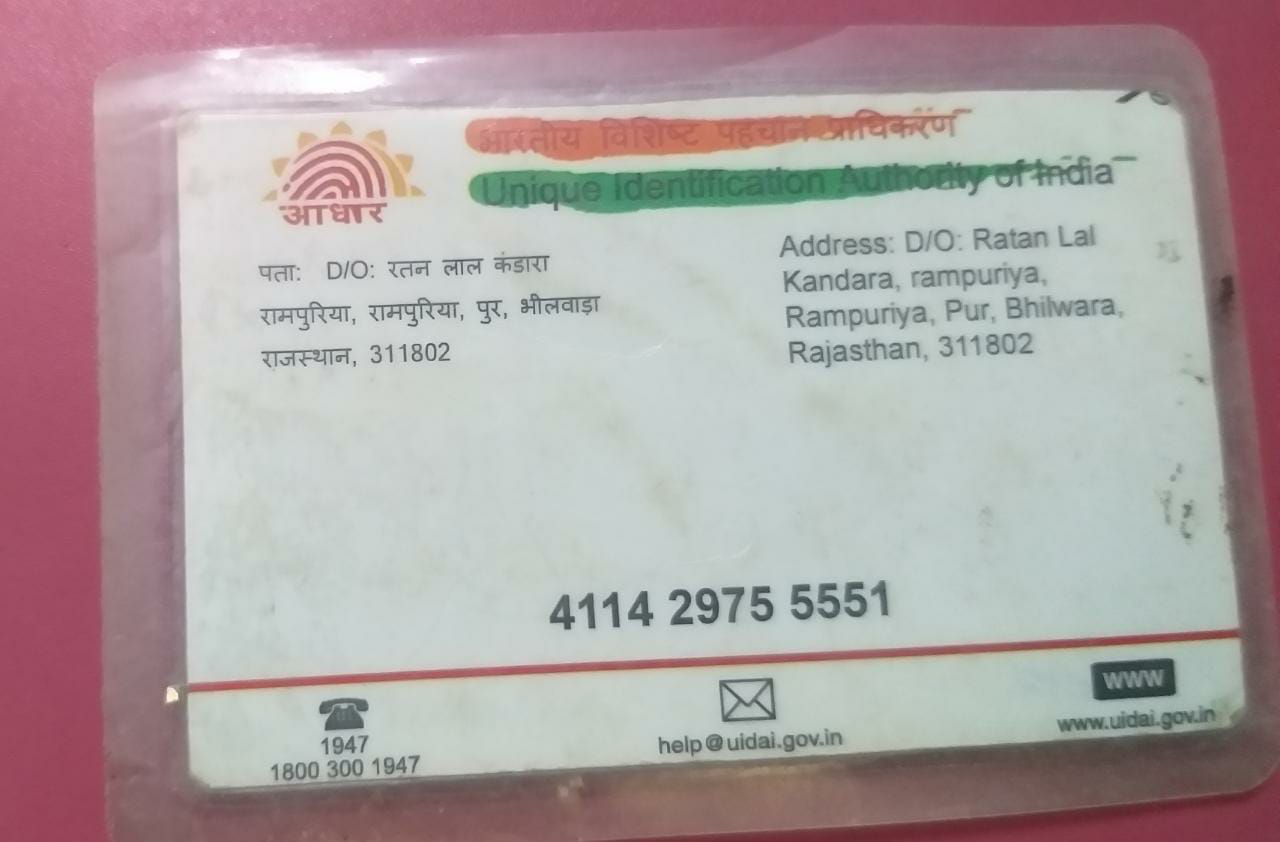 भारतीय विशिष्ट पहचान प्राधिकरण
Unique Identification Authority of India
आधार
पता: D/O: रतन लाल कंडारा
रामपुरिया, रामपुरिया, पुर, भीलवाड़ा
राजस्थान, 311802
Address: D/O: Ratan Lal
Kandara, rampuriya,
Rampuriya, Pur, Bhilwara,
Rajasthan, 311802
4114 2975 5551
1947
1800 300 1947
help@uidai.gov.in
www
www.uidai.gov.in